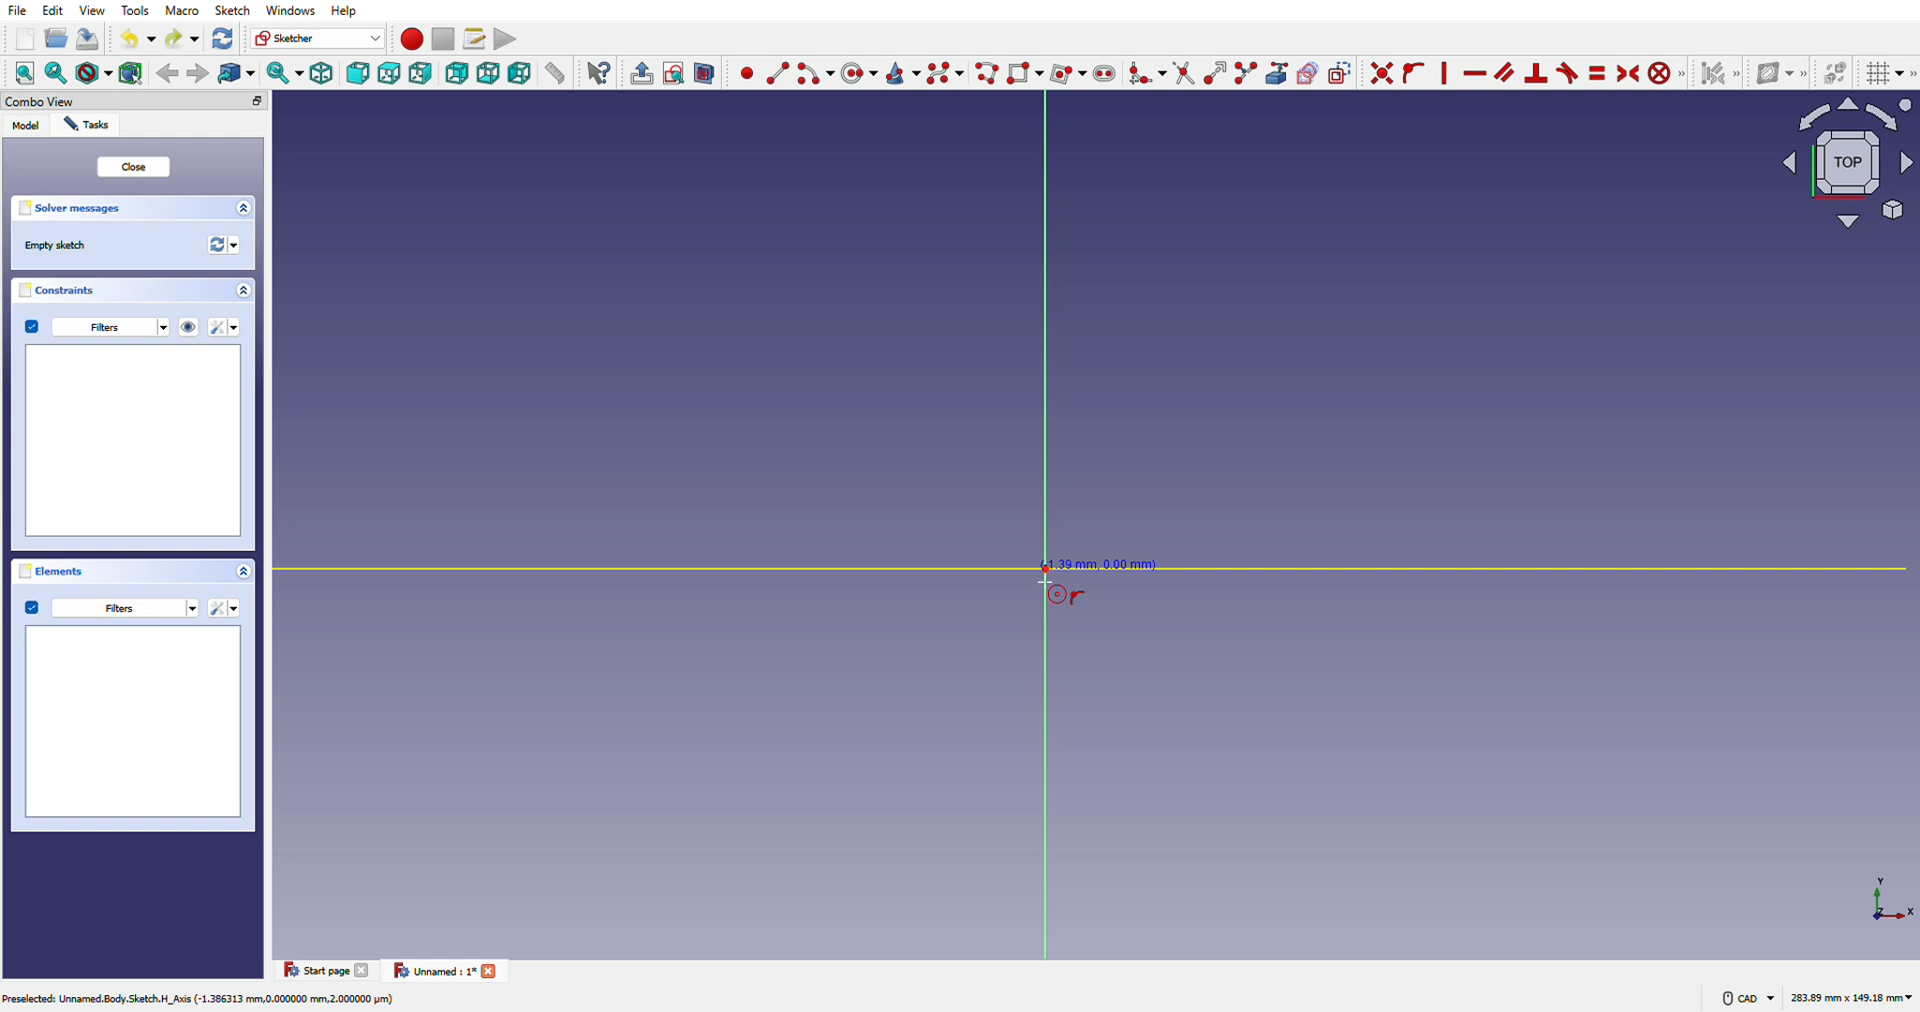 File Edit View Tools Macro Sketch Windows Help
Sketcher
Combo View
Model Tasks
Close
Solver messages
Empty sketch
Constraints
Filters
Elements
Filters
TOP
(-1.39 mm, 0.00 mm)
Y
Z X
Start page Unnamed : 1*
Preselected: Unnamed.Body.Sketch.H_Axis (-1.386313 mm,0.000000 mm,2.000000 µm)
CAD 283.89 mm x 149.18 mm